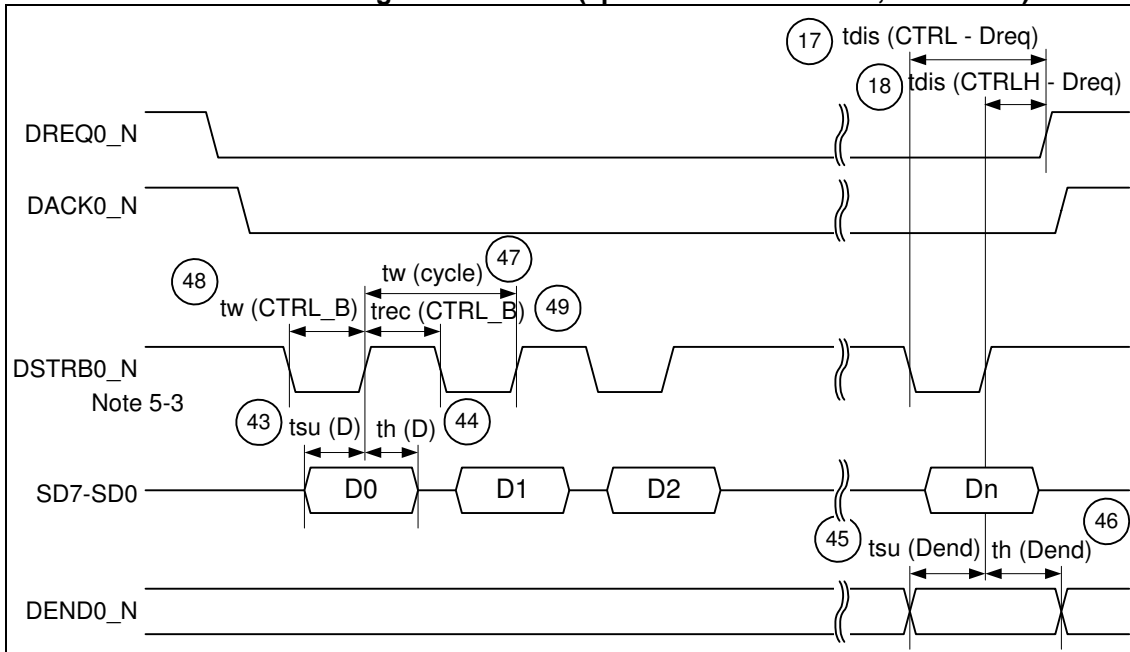 17 tdis (CTRL - Dreq)
18 tdis (CTRLH - Dreq)
DREQ0_N
DACK0_N
47
48 tw (cycle)
tw (CTRL_B) trec (CTRL_B) 49
DSTRB0_N
Note 5-3
43 tsu (D) th (D) 44
SD7-SD0 D0 D1 D2 Dn
45 46
tsu (Dend) th (Dend)
DEND0_N